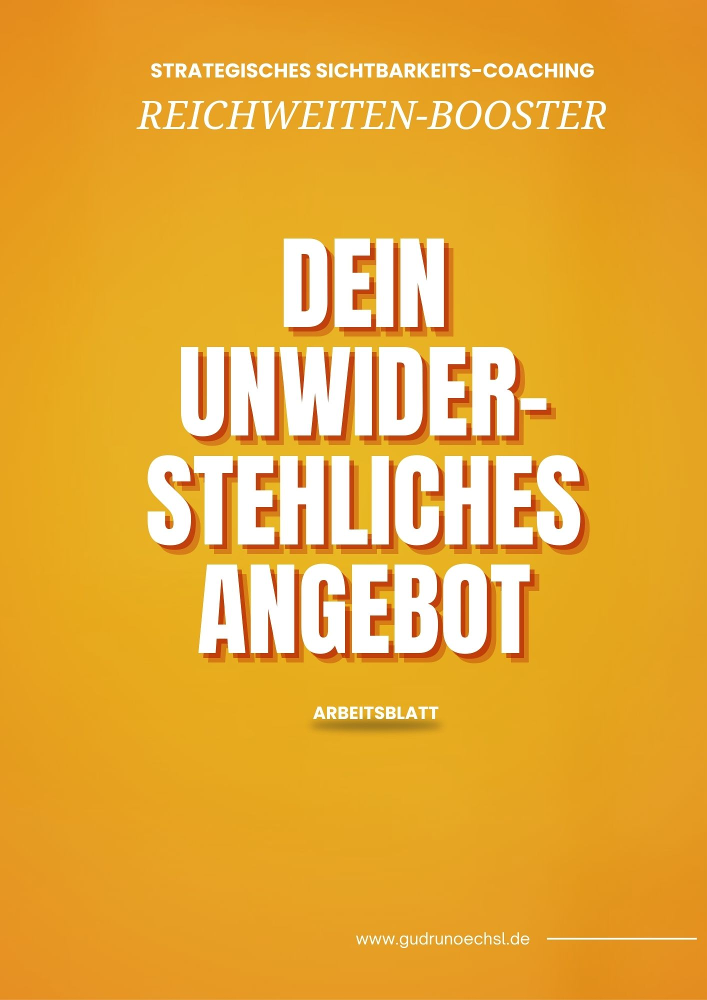 STRATEGISCHES SICHTBARKEITS-COACHING
REICHWEITEN-BOOSTER
DEIN
UNWIDER-
STEHLICHES
ANGEBOT
ARBEITSBLATT
www.gudrunoechsl.de